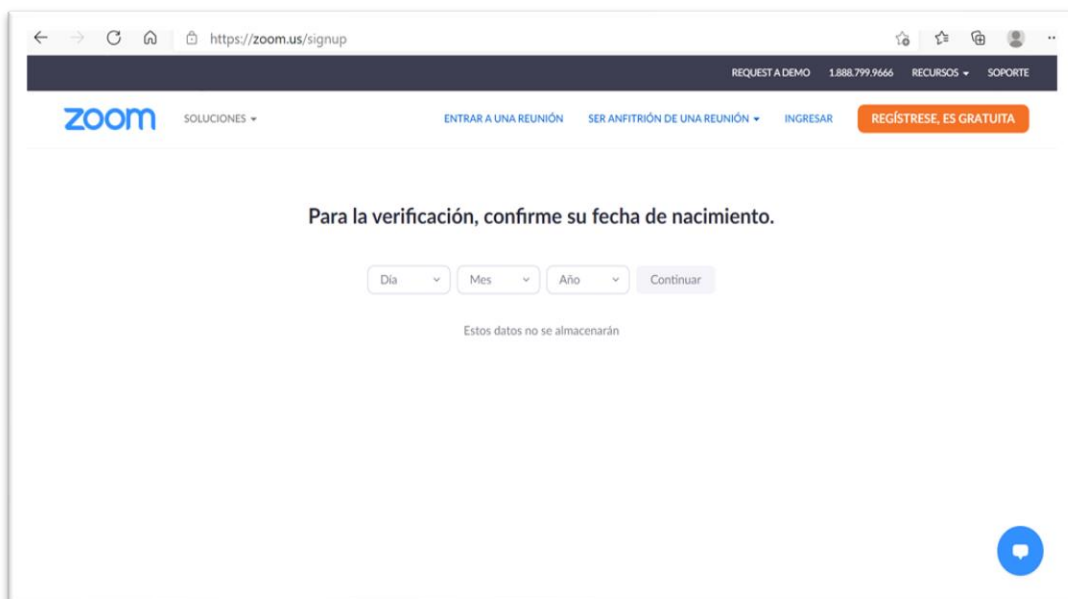 https://zoom.us/signup
REQUEST A DEMO 1.888.799.9666 RECURSOS SOPORTE
zoom SOLUCIONES ENTRAR A UNA REUNIÓN SER ANFITRIÓN DE UNA REUNIÓN INGRESAR REGÍSTRESE, ES GRATUITA
Para la verificación, confirme su fecha de nacimiento.
Día Mes Año Continuar
Estos datos no se almacenarán